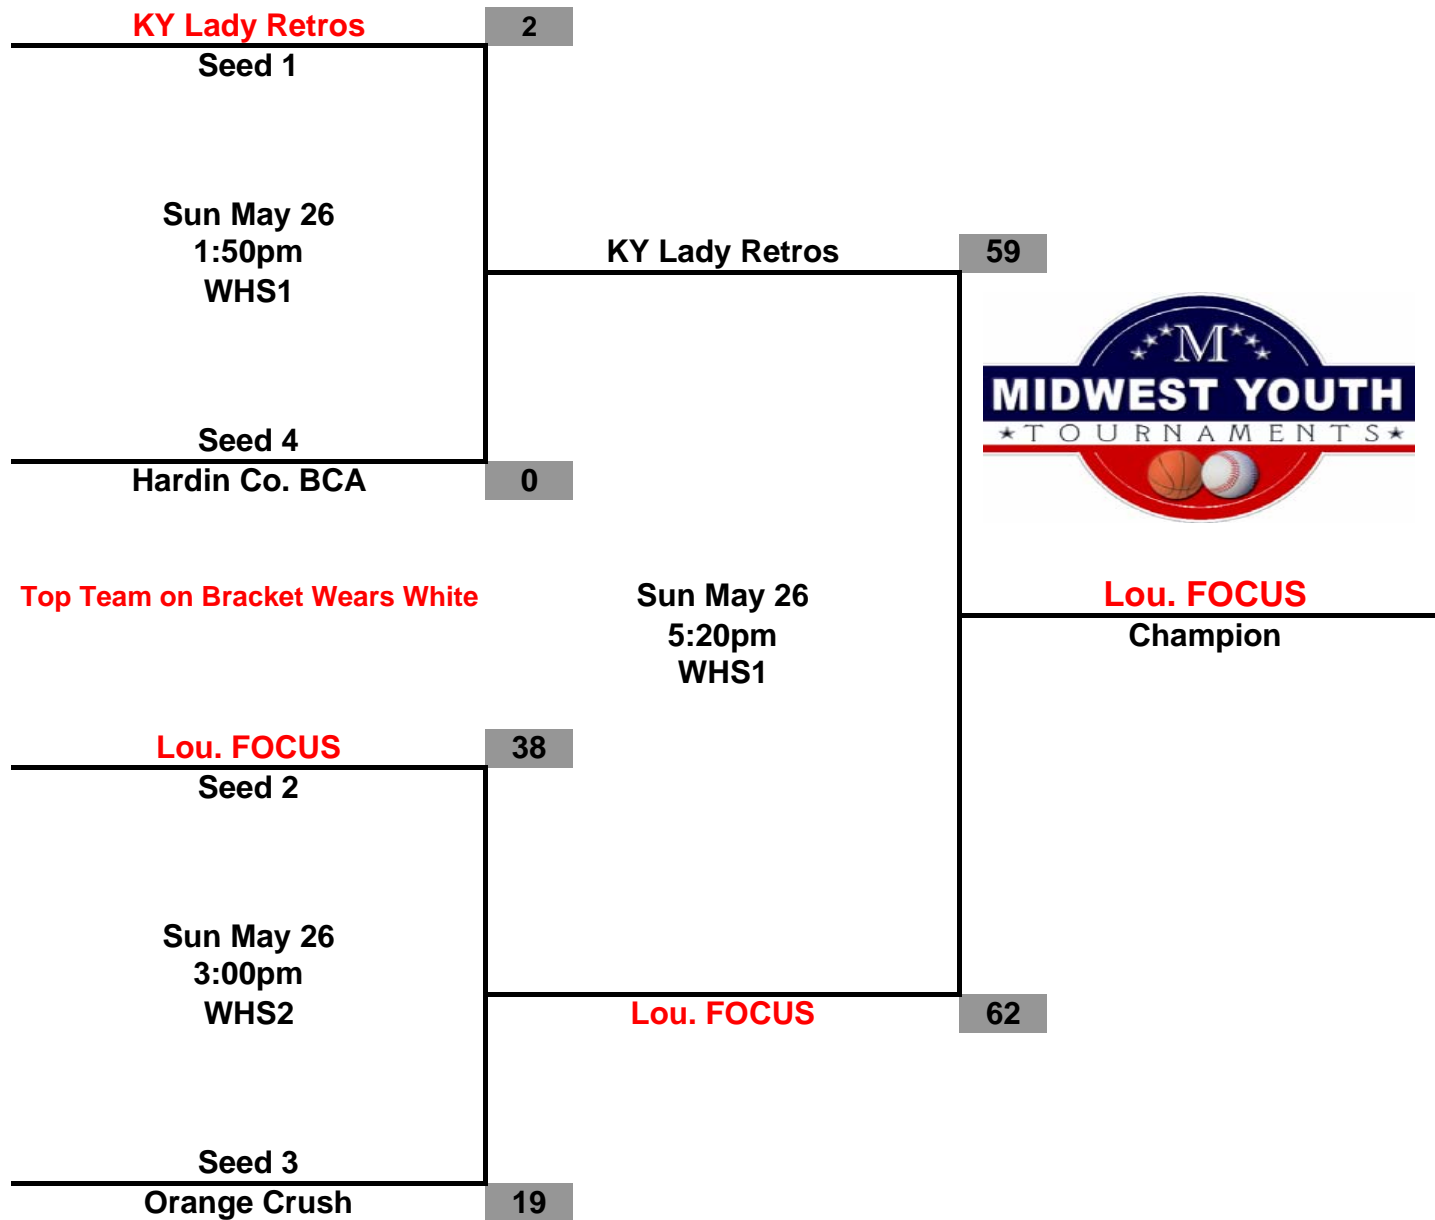 KY Lady Retros 2
Seed 1
Sun May 26
1:50pm
WHS1
KY Lady Retros 59
M
MIDWEST YOUTH
TOURNAMENTS
Seed 4
Hardin Co. BCA 0
Top Team on Bracket Wears White
Sun May 26
5:20pm
WHS1
Lou. FOCUS
Champion
Lou. FOCUS 38
Seed 2
Sun May 26
3:00pm
WHS2
Lou. FOCUS 62
Seed 3
Orange Crush 19